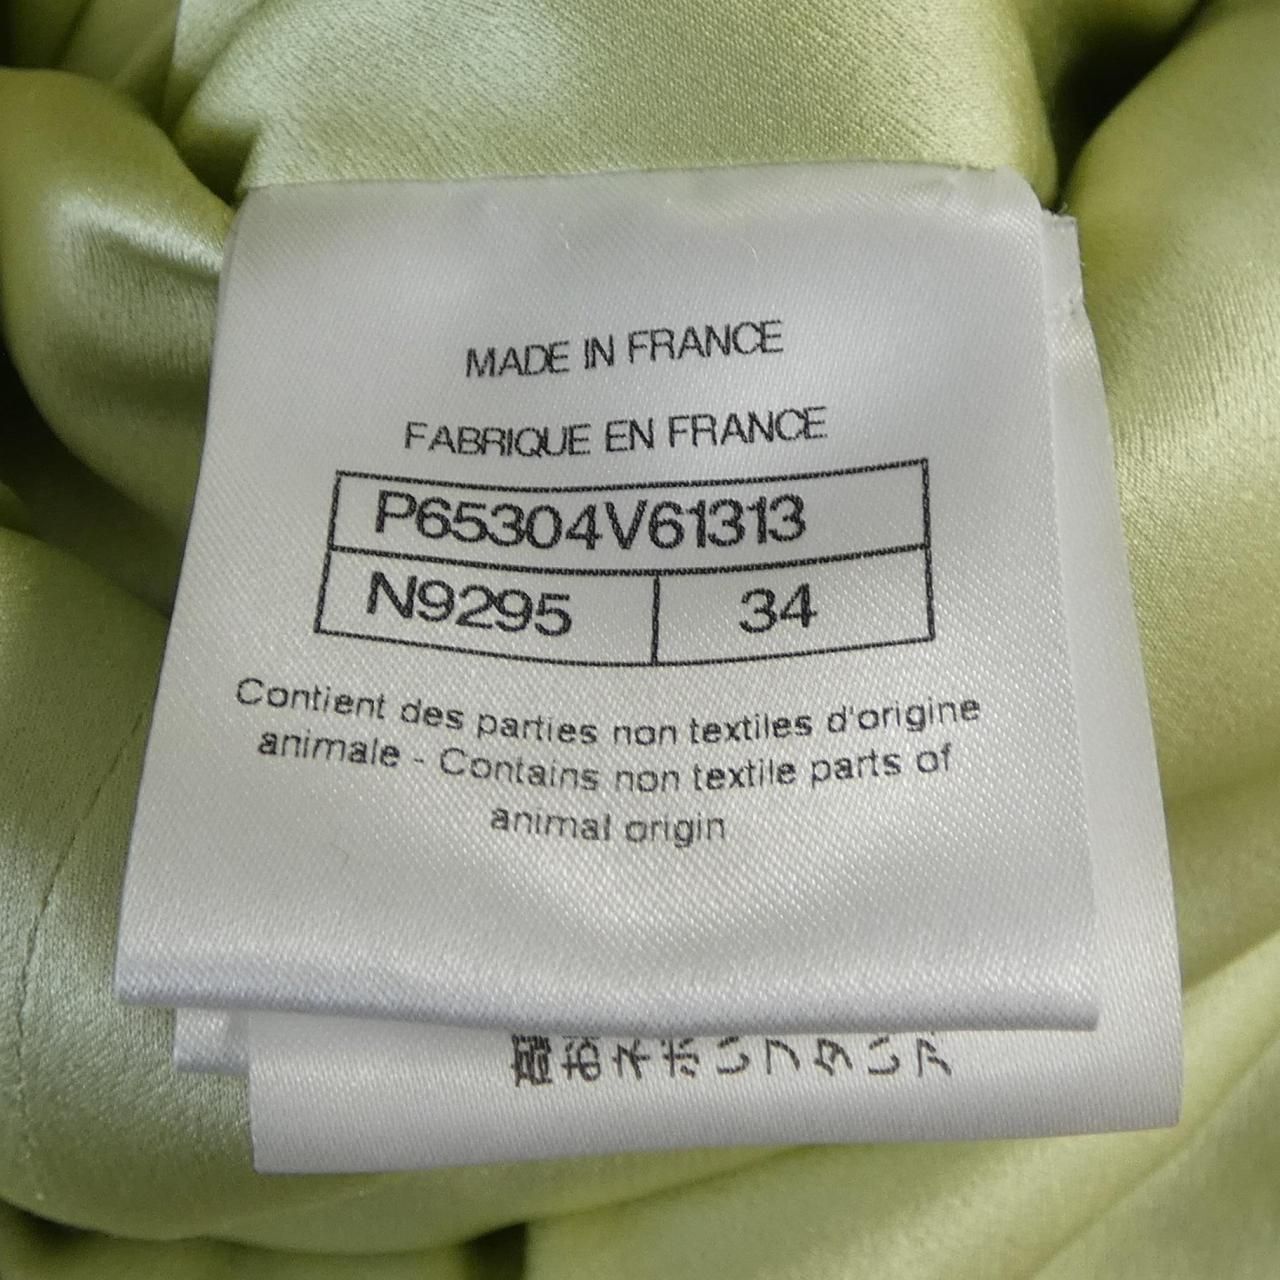 MADE IN FRANCE
FABRIQUE EN FRANCE
P65304V61313
N9295 34
Contient des parties non textiles d'origine
animale - Contains non textile parts of
animal origin